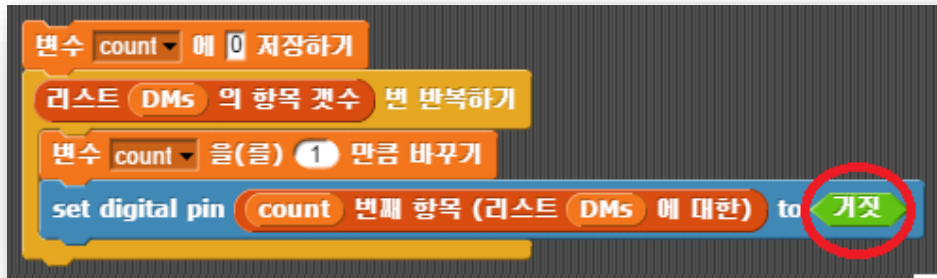 변수 count 에 0 저장하기
리스트 DMs 의 항목 갯수 번 반복하기
변수 count 을(를) 1 만큼 바꾸기
set digital pin count 번째 항목 (리스트 DMs 에 대한) to 거짓